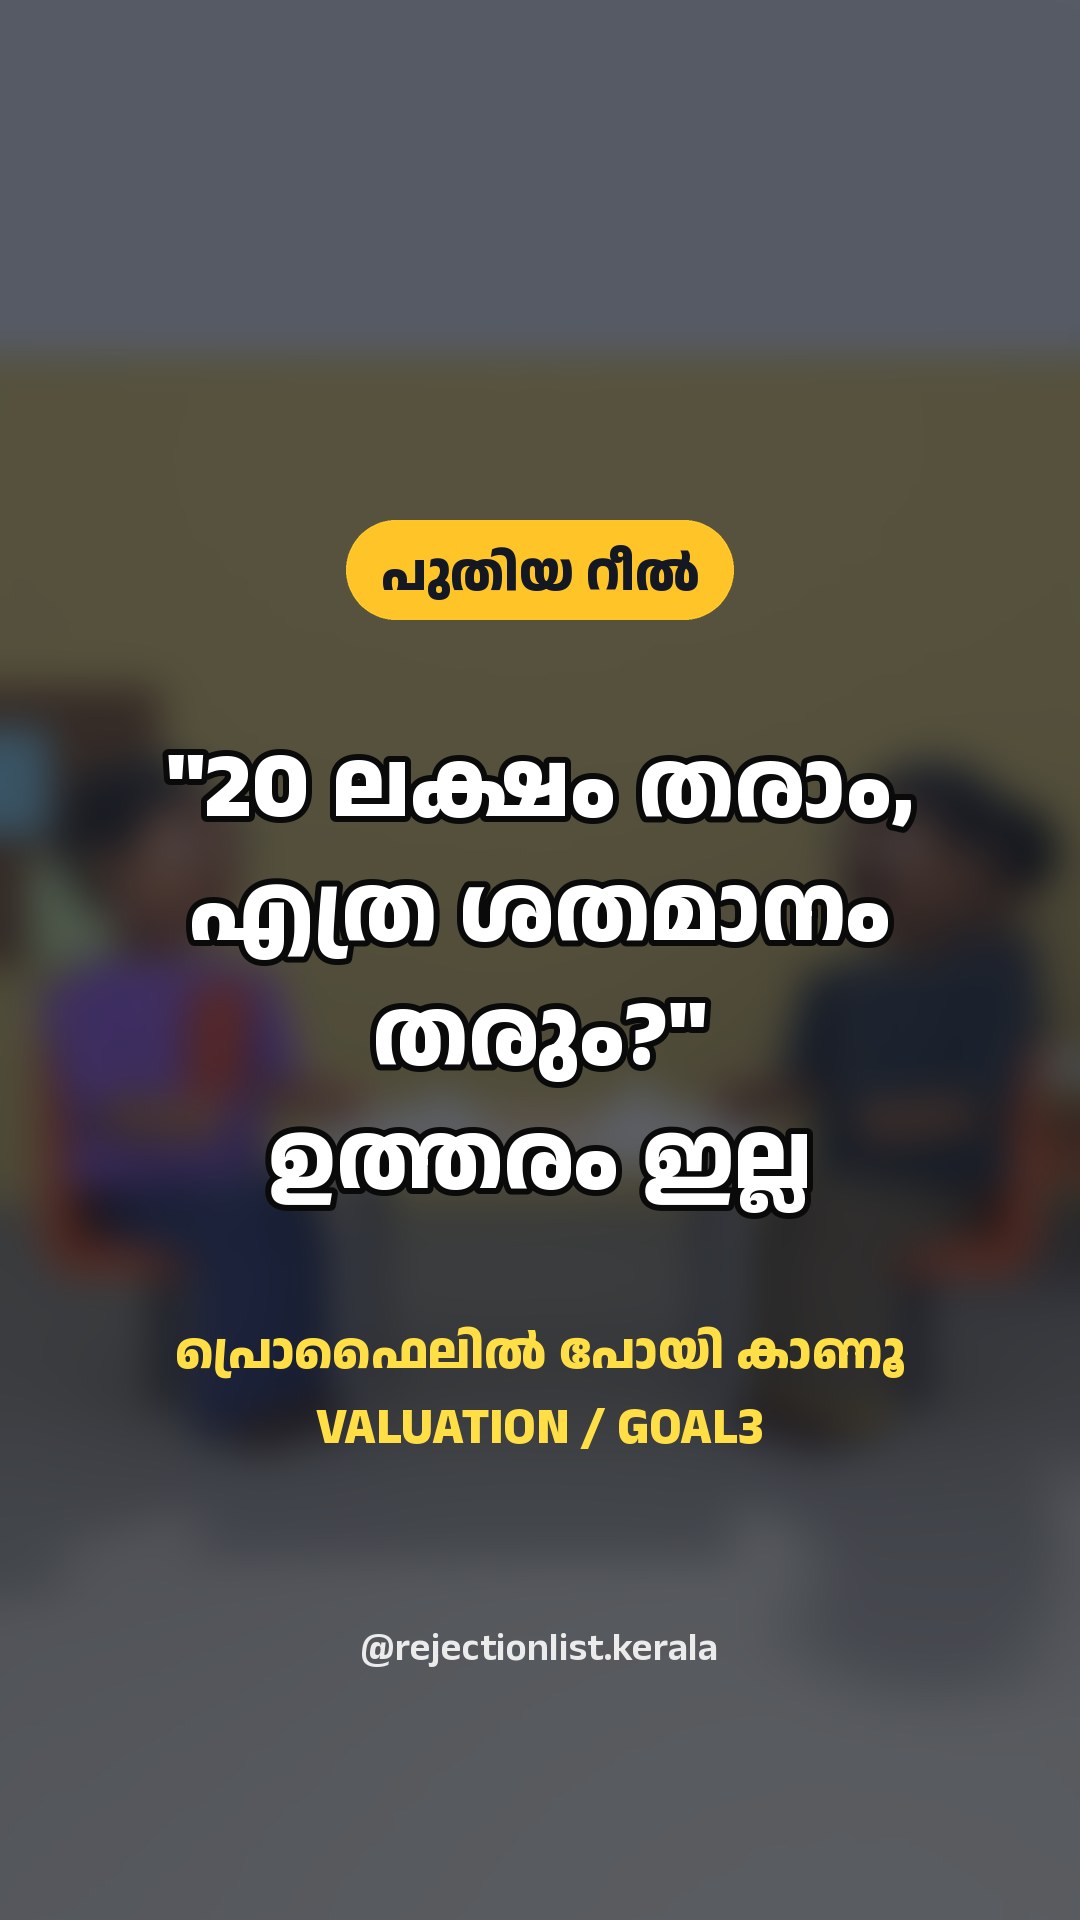 പുതിയ റീൽ
"20 ലക്ഷം തരാം,
എത്ര ശതമാനം
തരും?"
ഉത്തരം ഇല്ല
പ്രൊഫൈലിൽ പോയി കാണൂ
VALUATION / GOAL3
@rejectionlist.kerala